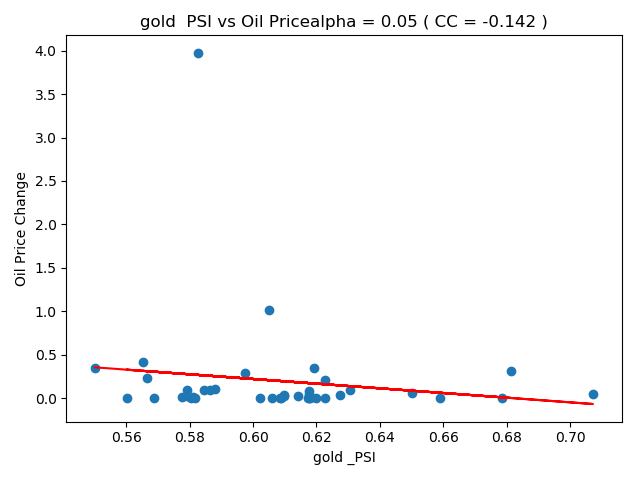 gold  PSI vs Oil Pricealpha = 0.05 ( CC = -0.142 )
4.0
3.5
3.0
2.5
2.0
1.5
1.0
0.5
0.0
Oil Price Change
0.56 0.58 0.60 0.62 0.64 0.66 0.68 0.70
gold _PSI